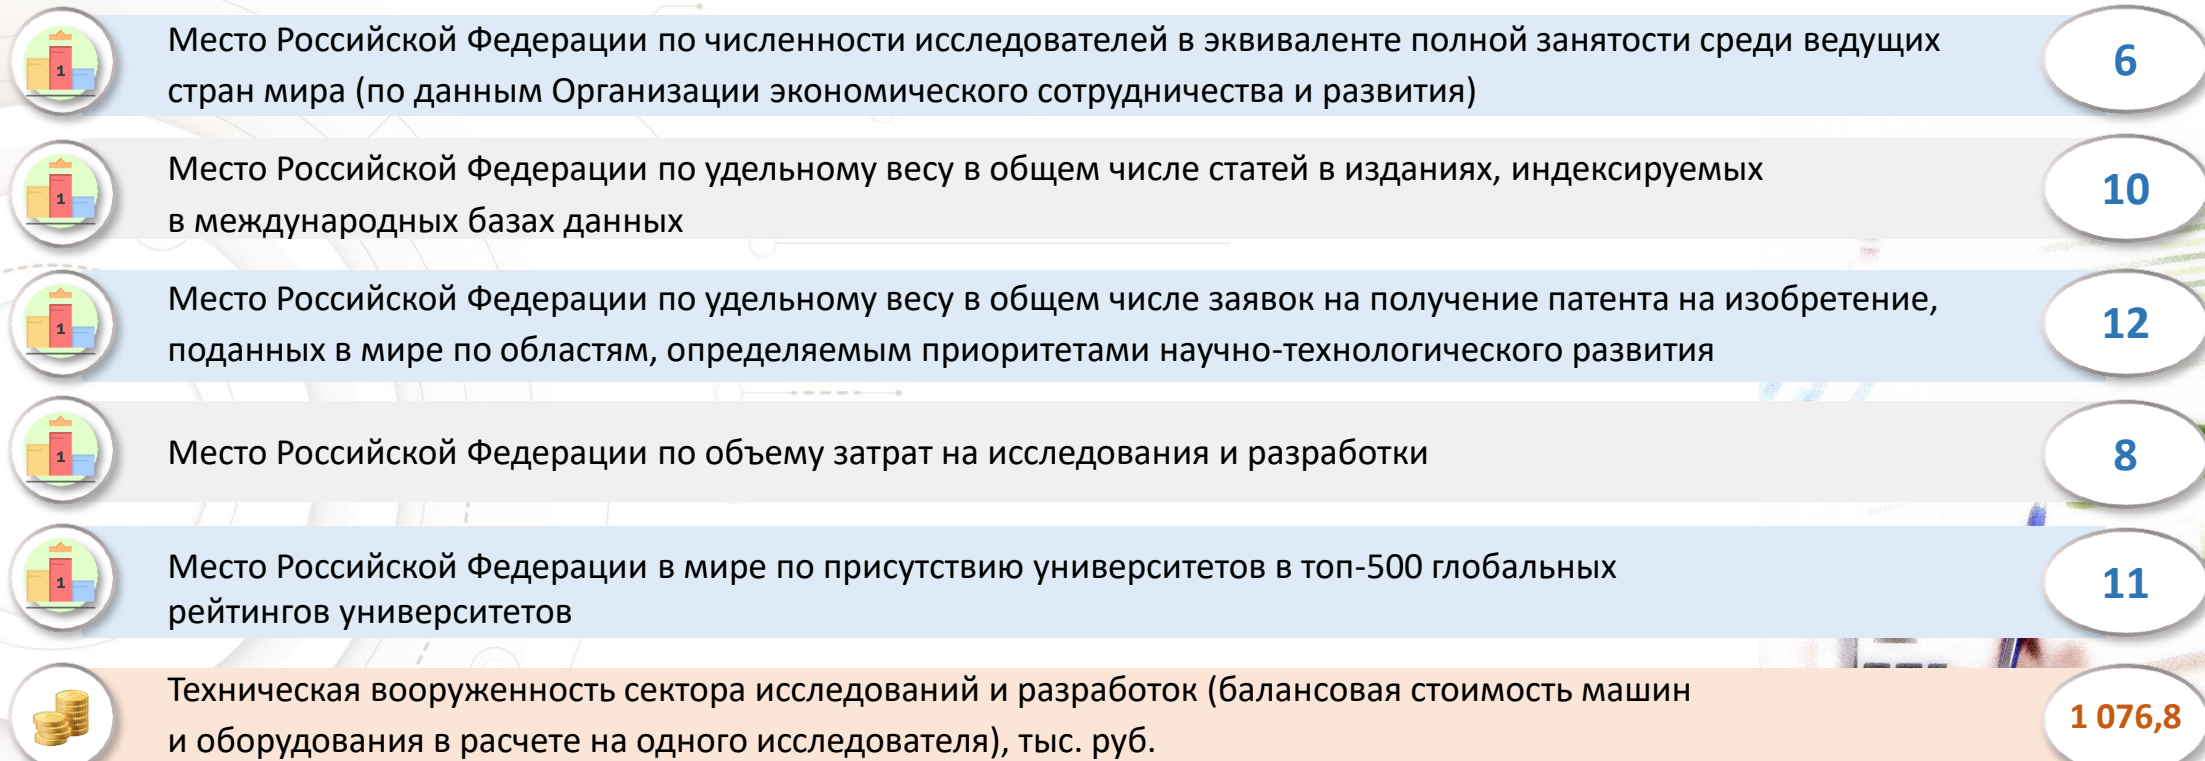 Место Российской Федерации по численности исследователей в эквиваленте полной занятости среди ведущих
стран мира (по данным Организации экономического сотрудничества и развития)
6
Место Российской Федерации по удельному весу в общем числе статей в изданиях, индексируемых
в международных базах данных
10
Место Российской Федерации по удельному весу в общем числе заявок на получение патента на изобретение,
поданных в мире по областям, определяемым приоритетами научно-технологического развития
12
Место Российской Федерации по объему затрат на исследования и разработки
8
Место Российской Федерации в мире по присутствию университетов в топ-500 глобальных
рейтингов университетов
11
Техническая вооруженность сектора исследований и разработок (балансовая стоимость машин
и оборудования в расчете на одного исследователя), тыс. руб.
1 076,8
1
1
1
1
1